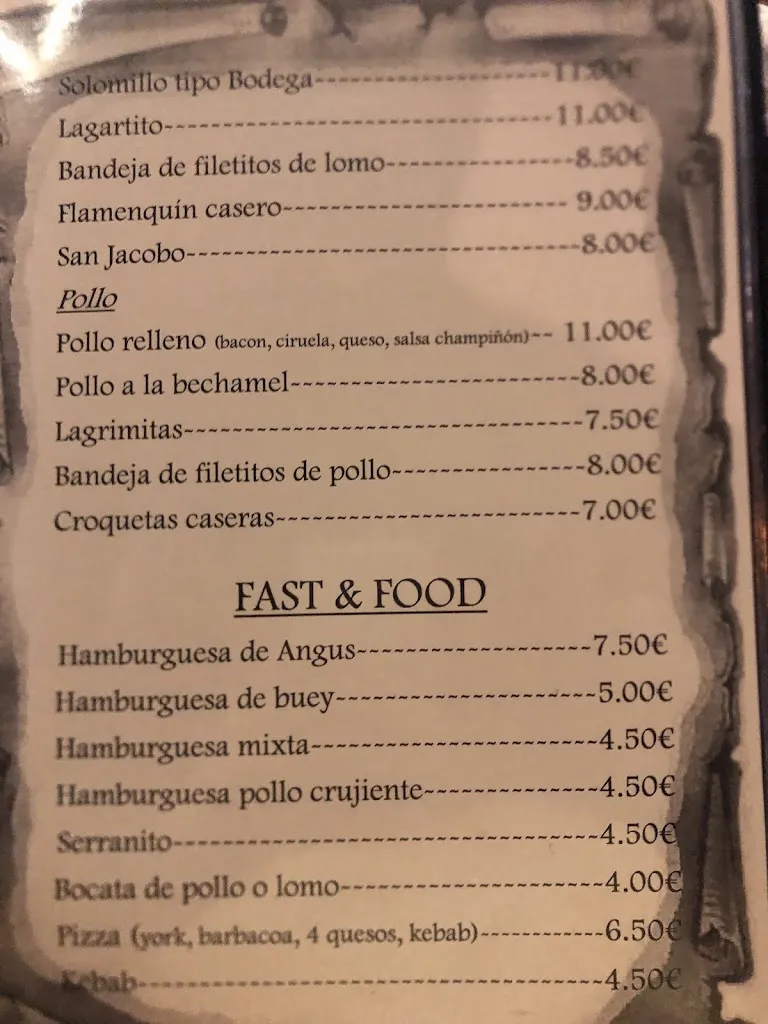 Solomillo tipo Bodega-------------------11.00€
Lagartito--------------------------------11.00€
Bandeja de filetitos de lomo---------------8.50€
Flamenquín casero----------------------- 9.00€
San Jacobo-------------------------------8.00€
Pollo
Pollo relleno (bacon, ciruela, queso, salsa champiñón)-- 11.00€
Pollo a la bechamel-----------------------8.00€
Lagrimitas--------------------------------7.50€
Bandeja de filetitos de pollo---------------8.00€
Croquetas caseras-------------------------7.00€
FAST & FOOD
Hamburguesa de Angus-------------------7.50€
Hamburguesa de buey---------------------5.00€
Hamburguesa mixta-----------------------4.50€
Hamburguesa pollo crujiente--------------4.50€
Serranito----------------------------------4.50€
Bocata de pollo o lomo--------------------4.00€
Pizza (york, barbacoa, 4 quesos, kebab)----------6.50€
Kebab-------------------------------------4.50€